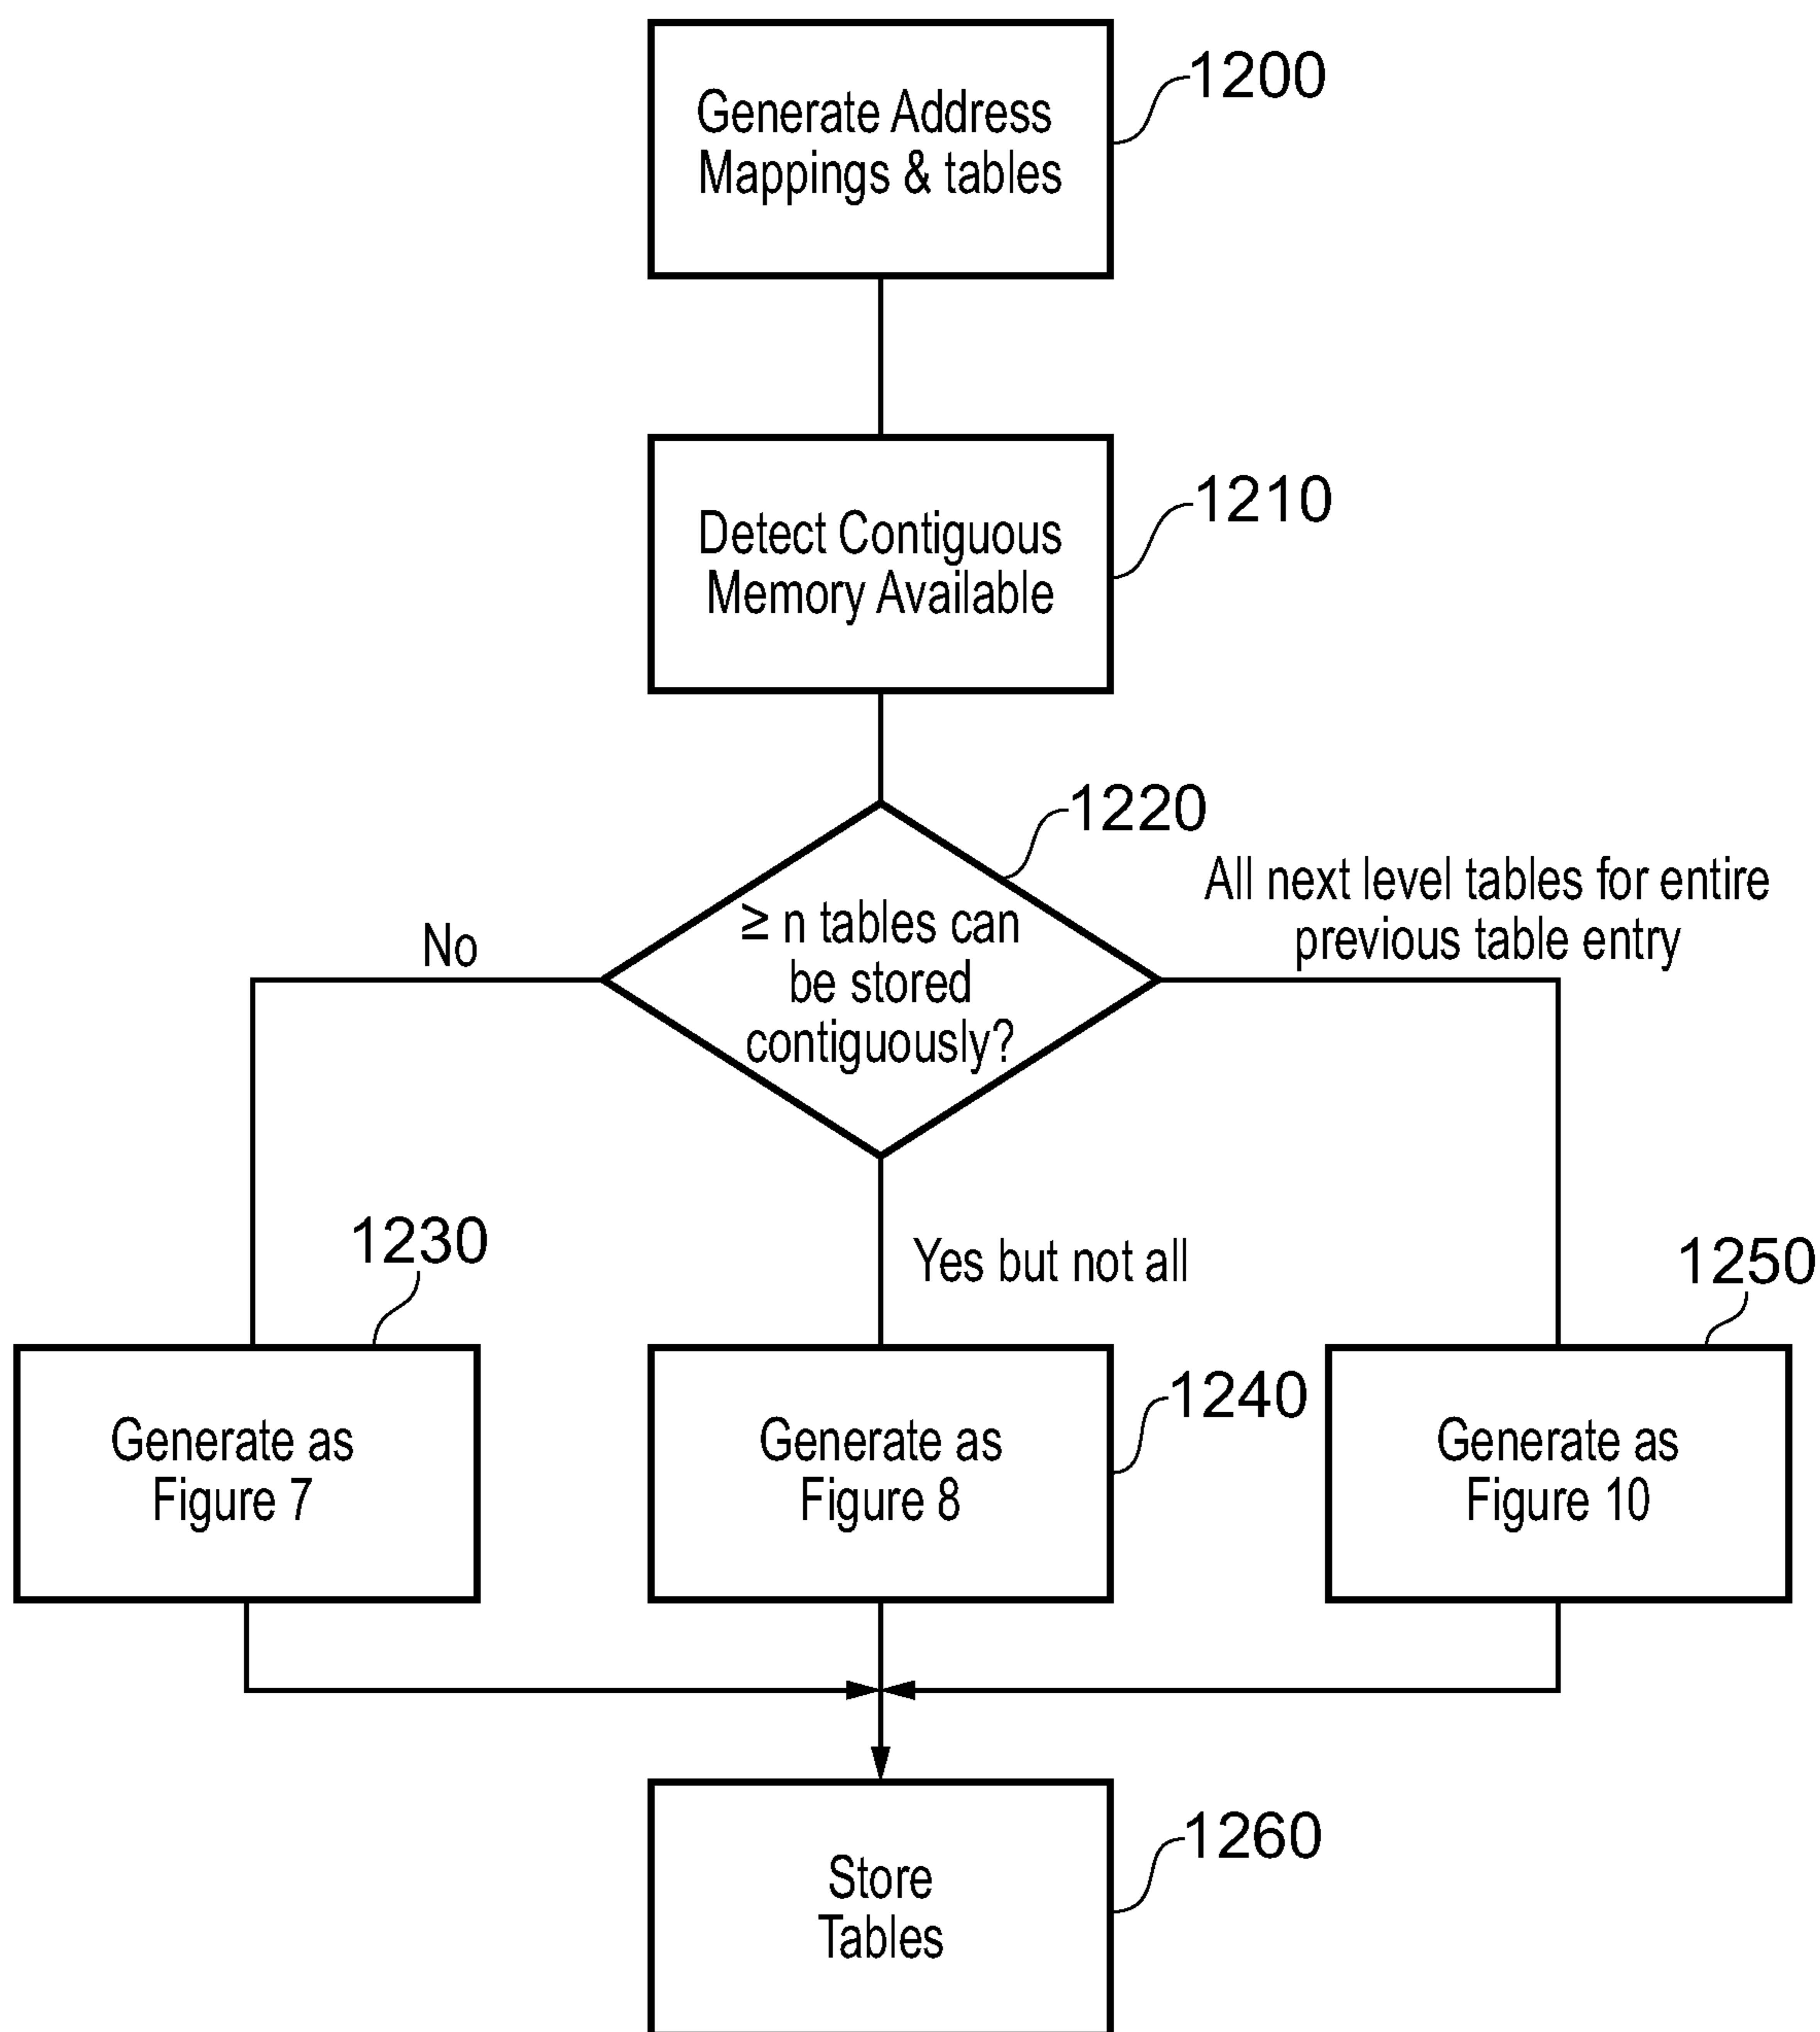 Generate Address
Mappings & tables
1200
Detect Contiguous
Memory Available
1210
1220
≥ n tables can
be stored
contiguously?
No
All next level tables for entire
previous table entry
Yes but not all
1230
Generate as
Figure 7
1240
Generate as
Figure 8
1250
Generate as
Figure 10
1260
Store
Tables